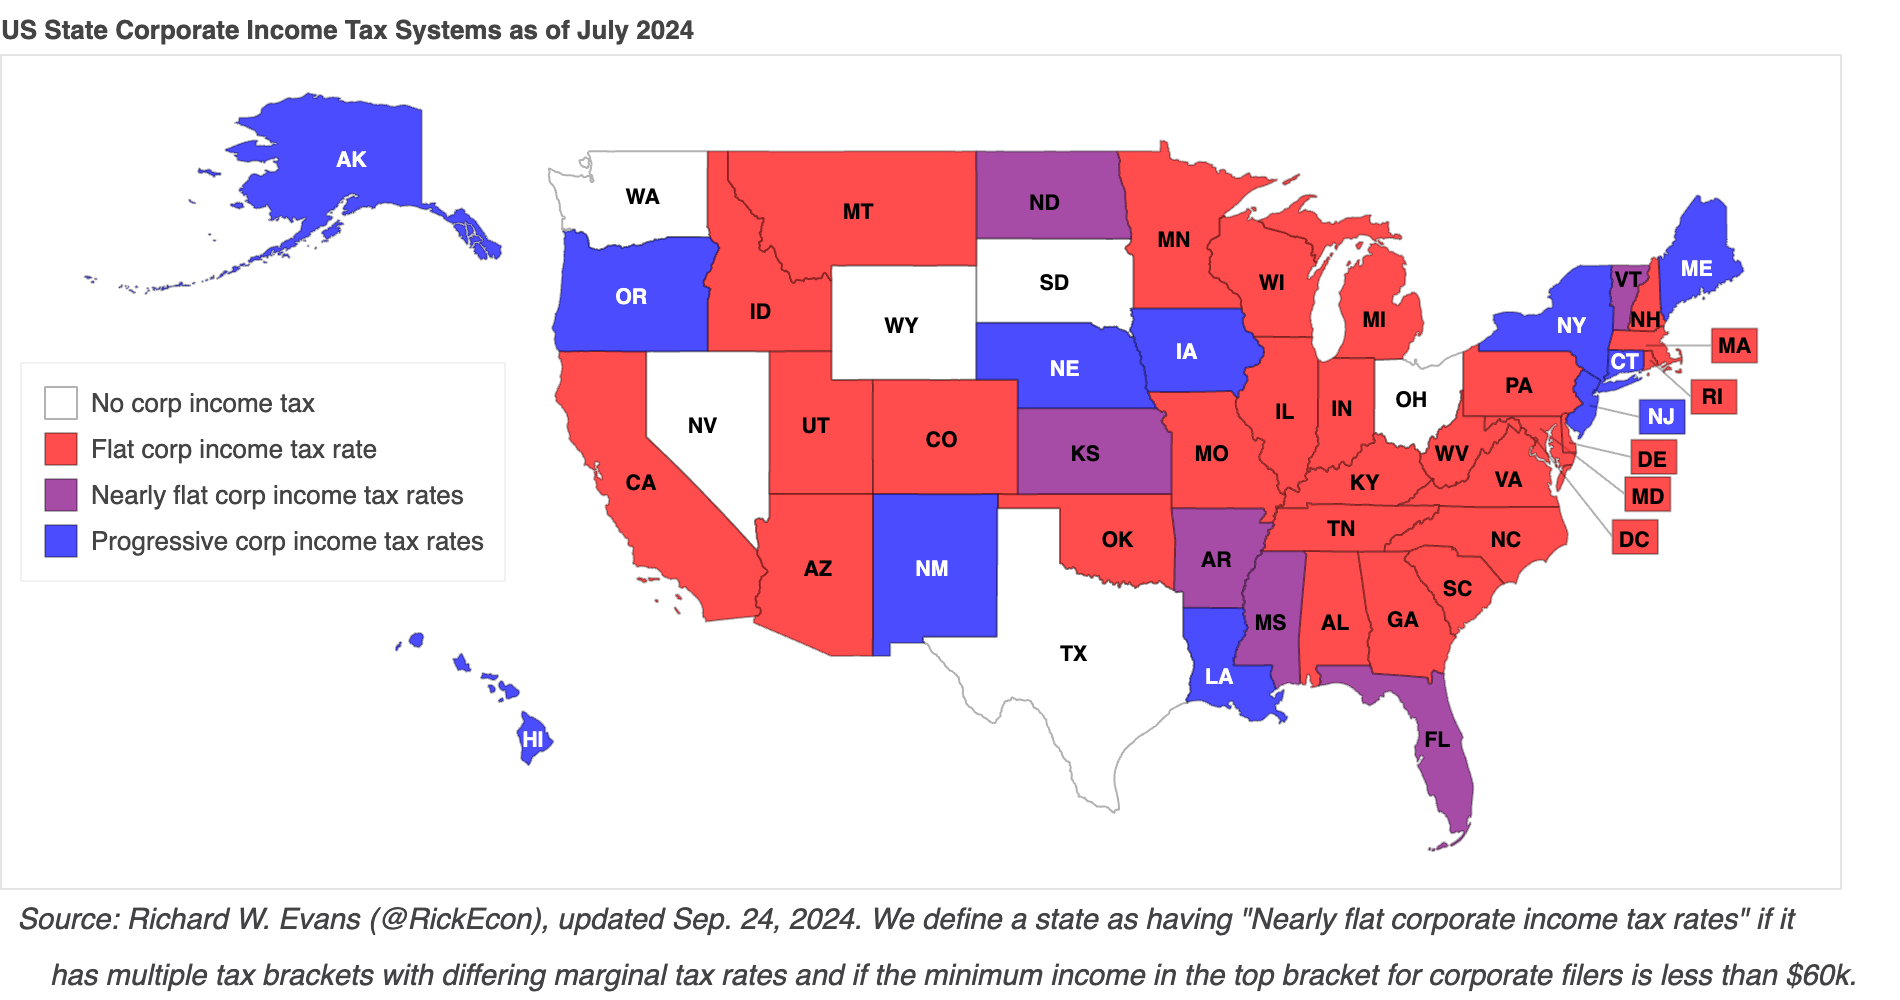 US State Corporate Income Tax Systems as of July 2024
AK
WA
MT
ND
MN
OR
ID
WY
SD
WI
MI
VT
ME
NY
NH
MA
CT
RI
NJ
NE
IA
PA
IL
IN
OH
NV
UT
CO
KS
MO
WV
DE
KY
VA
MD
CA
DC
TN
NC
OK
AZ
NM
AR
SC
MS
AL
GA
TX
LA
FL
HI
No corp income tax
Flat corp income tax rate
Nearly flat corp income tax rates
Progressive corp income tax rates
Source: Richard W. Evans (@RickEcon), updated Sep. 24, 2024. We define a state as having "Nearly flat corporate income tax rates" if it
has multiple tax brackets with differing marginal tax rates and if the minimum income in the top bracket for corporate filers is less than $60k.